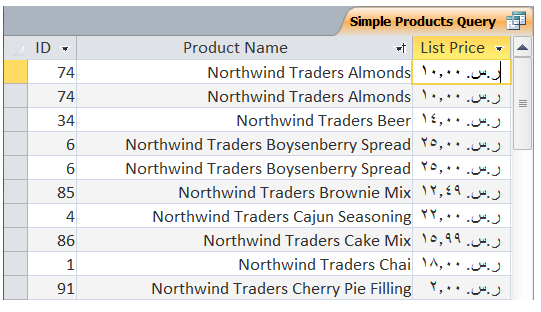 Simple Products Query
ID Product Name List Price
74 Northwind Traders Almonds ر.س. ١٠,٠٠
74 Northwind Traders Almonds ر.س. ١٠,٠٠
34 Northwind Traders Beer ر.س. ١٤,٠٠
6 Northwind Traders Boysenberry Spread ر.س. ٢٥,٠٠
6 Northwind Traders Boysenberry Spread ر.س. ٢٥,٠٠
85 Northwind Traders Brownie Mix ر.س. ١٢,٤٩
4 Northwind Traders Cajun Seasoning ر.س. ٢٢,٠٠
86 Northwind Traders Cake Mix ر.س. ١٥,٩٩
1 Northwind Traders Chai ر.س. ١٨,٠٠
91 Northwind Traders Cherry Pie Filling ر.س. ٢,٠٠